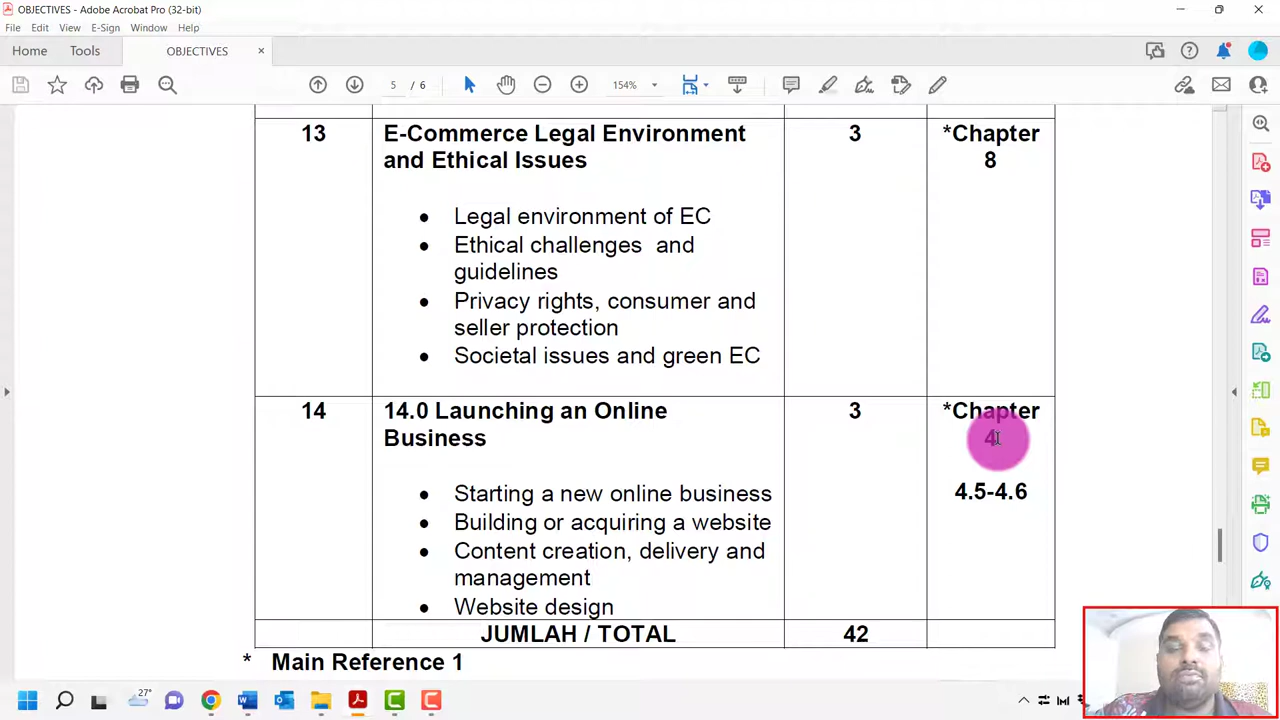 OBJECTIVES - Adobe Acrobat Pro (32-bit)
File Edit View E-Sign Window Help
Home Tools OBJECTIVES
5 / 6 154%
13 E-Commerce Legal Environment 3 *Chapter
and Ethical Issues 8
• Legal environment of EC
• Ethical challenges and
guidelines
• Privacy rights, consumer and
seller protection
• Societal issues and green EC
14 14.0 Launching an Online 3 *Chapter
Business 4
• Starting a new online business 4.5-4.6
• Building or acquiring a website
• Content creation, delivery and
management
• Website design
JUMLAH / TOTAL 42
* Main Reference 1
27°